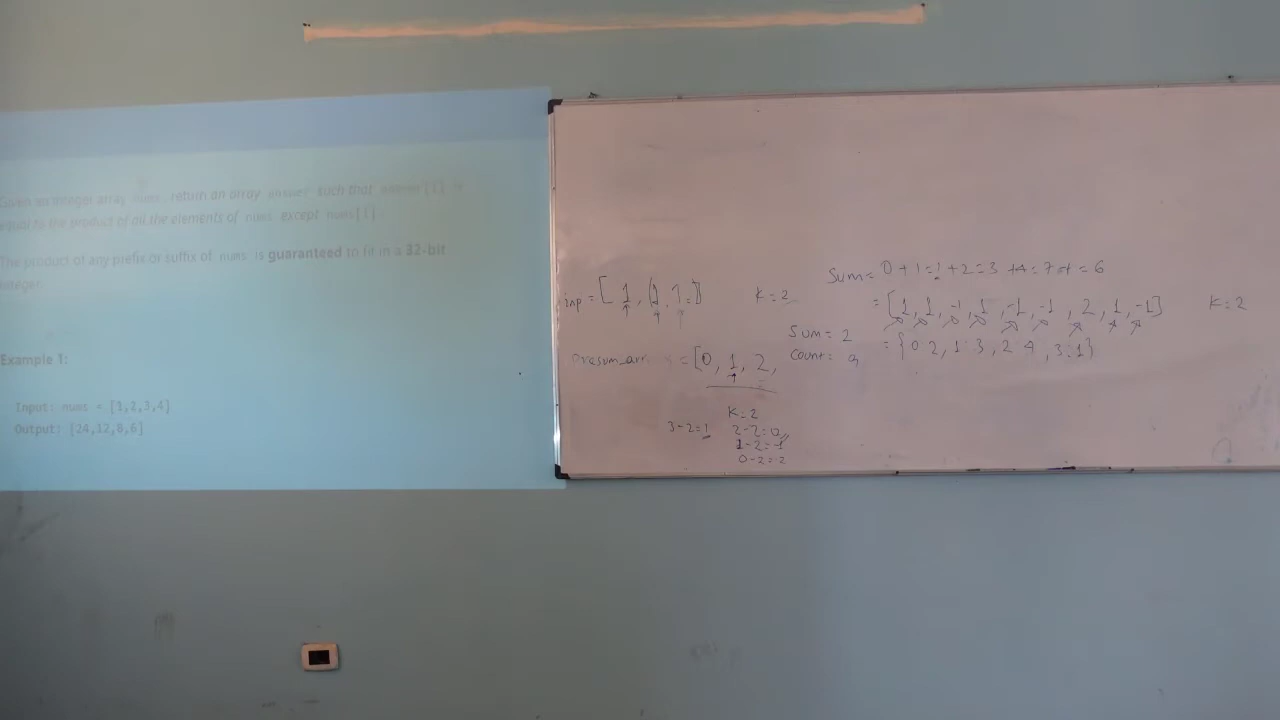 Given an integer array nums, return an array answer such that answer[i] is
equal to the product of all the elements of nums except nums[i].
The product of any prefix or suffix of nums is guaranteed to fit in a 32-bit
integer.
Example 1:
Input: nums = [1,2,3,4]
Output: [24,12,8,6]
inp = [ 1, (1, 1 ]) K = 2
presum_arr = [0, 1, 2,
K = 2
3-2=1 2-2=0
1-2=-1
0-2=-2
Sum = 0+1=1+2=3 +4=7 =6
= [1, 1, -1, 1, -1, -1, 2, 1, -1] K = 2
Sum = 2
Count: 9
= {0:2, 1:3, 2:4, 3:1}